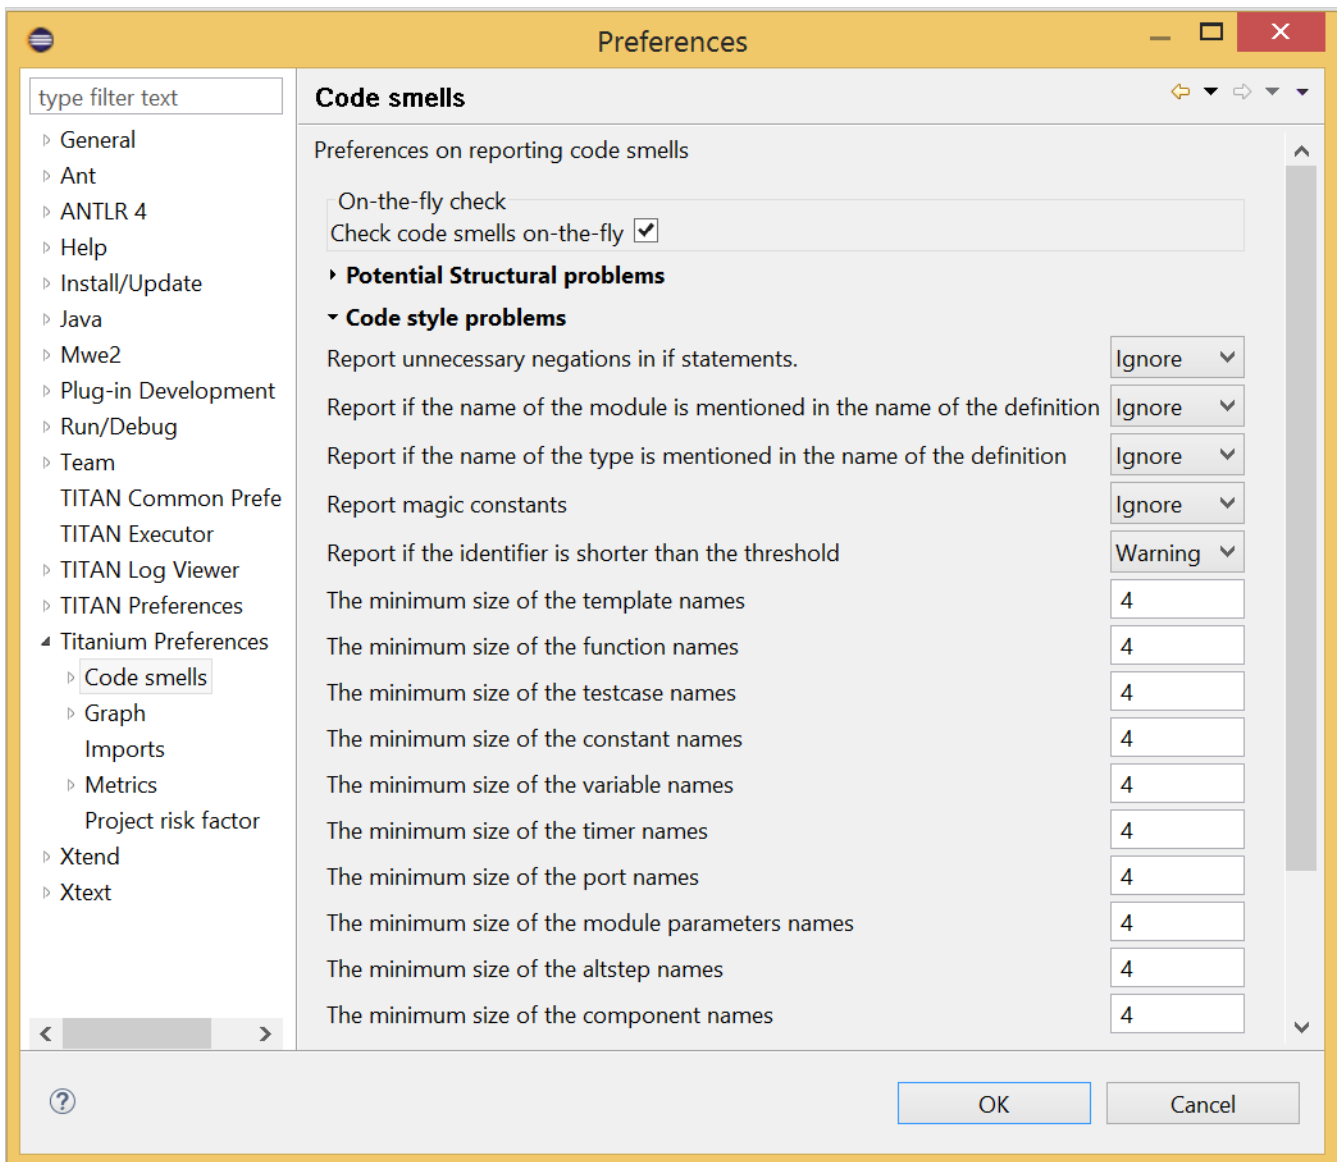 Preferences
type filter text
General
Ant
ANTLR 4
Help
Install/Update
Java
Mwe2
Plug-in Development
Run/Debug
Team
TITAN Common Prefe
TITAN Executor
TITAN Log Viewer
TITAN Preferences
Titanium Preferences
Code smells
Graph
Imports
Metrics
Project risk factor
Xtend
Xtext
Code smells
Preferences on reporting code smells
On-the-fly check
Check code smells on-the-fly
Potential Structural problems
Code style problems
Report unnecessary negations in if statements. Ignore
Report if the name of the module is mentioned in the name of the definition Ignore
Report if the name of the type is mentioned in the name of the definition Ignore
Report magic constants Ignore
Report if the identifier is shorter than the threshold Warning
The minimum size of the template names 4
The minimum size of the function names 4
The minimum size of the testcase names 4
The minimum size of the constant names 4
The minimum size of the variable names 4
The minimum size of the timer names 4
The minimum size of the port names 4
The minimum size of the module parameters names 4
The minimum size of the altstep names 4
The minimum size of the component names 4
OK Cancel